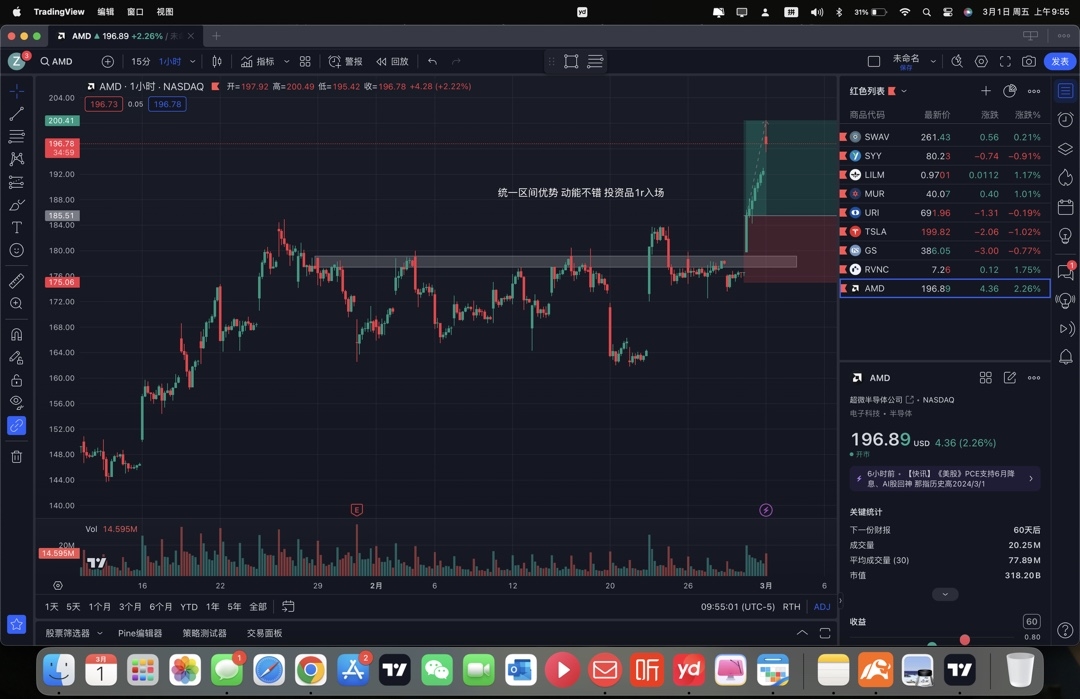 TradingView 编辑 窗口 视图
yd
拼
31%
3月1日 周五 上午9:55
AMD ▲ 196.89 +2.26% / 未
Z 3
AMD
15分 1小时 指标 警报 回放
未命名
保存
发表
AMD · 1小时 · NASDAQ 开=197.92 高=200.49 低=195.42 收=196.78 +4.28 (+2.22%)
196.73 0.05 196.78
204.00
200.41
196.78
34:59
192.00
188.00
185.51
184.00
180.00
176.00
175.06
172.00
168.00
164.00
160.00
156.00
152.00
148.00
144.00
140.00
统一区间优势 动能不错 投资品1r入场
E
Vol 14.595M
20M
14.595M
16 22 29 2月 6 12 20 26 3月 6
1天 5天 1个月 3个月 6个月 YTD 1年 5年 全部
09:55:01 (UTC-5) RTH ADJ
股票筛选器 Pine编辑器 策略测试器 交易面板
红色列表
商品代码 最新价 涨跌 涨跌%
SWAV 261.43 0.56 0.21%
SYY 80.23 −0.74 −0.91%
LILM 0.9701 0.0112 1.17%
MUR 40.07 0.40 1.01%
URI 691.96 −1.31 −0.19%
TSLA 199.82 −2.06 −1.02%
GS 386.05 −3.00 −0.77%
RVNC 7.26 0.12 1.75%
AMD 196.89 4.36 2.26%
AMD
超微半导体公司 • NASDAQ
电子科技 • 半导体
196.89 USD 4.36 (2.26%)
开市
6小时前 • 【快讯】《美股》PCE支持6月降
息、AI股回神 那指历史高2024/3/1
关键统计
下一份财报 60天后
成交量 20.25M
平均成交量 (30) 77.89M
市值 318.20B
收益
60
0.80
1
3月
1
1
2
听
yd